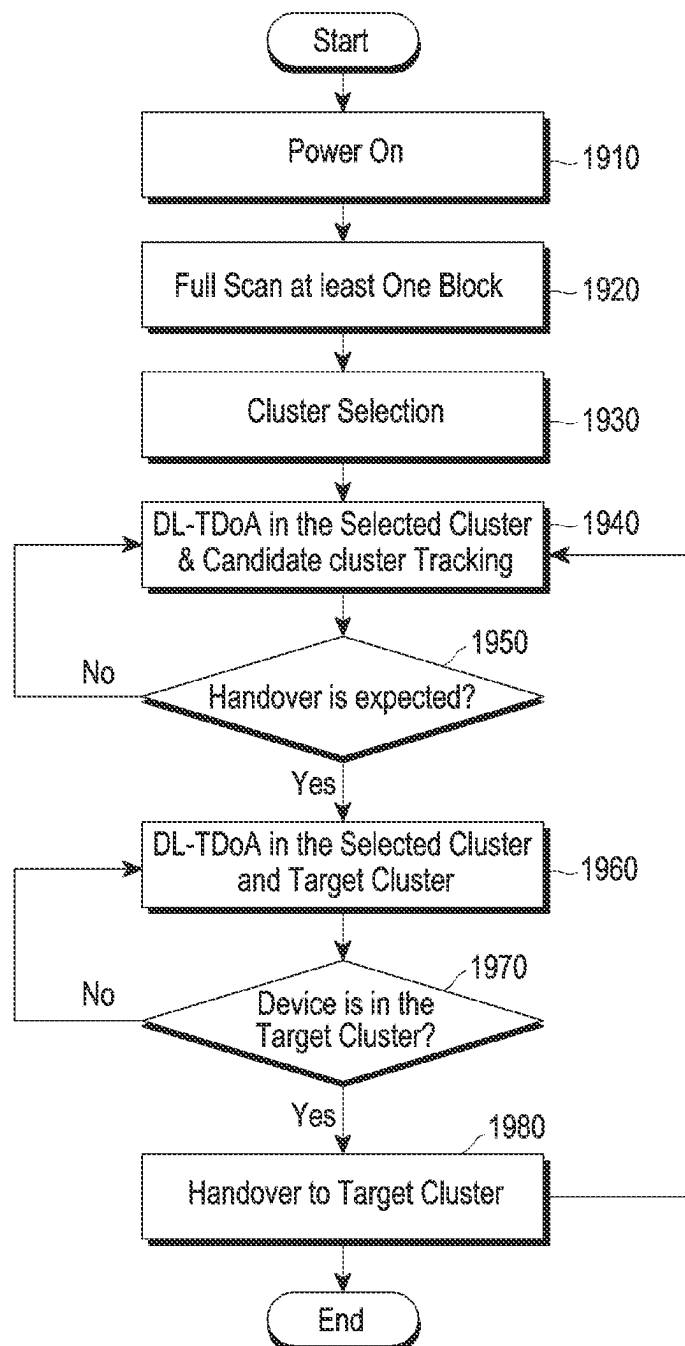 Start
Power On
1910
Full Scan at least One Block
1920
Cluster Selection
1930
DL-TDoA in the Selected Cluster
& Candidate cluster Tracking
1940
1950
Handover is expected?
No
Yes
DL-TDoA in the Selected Cluster
and Target Cluster
1960
1970
Device is in the
Target Cluster?
No
Yes
1980
Handover to Target Cluster
End